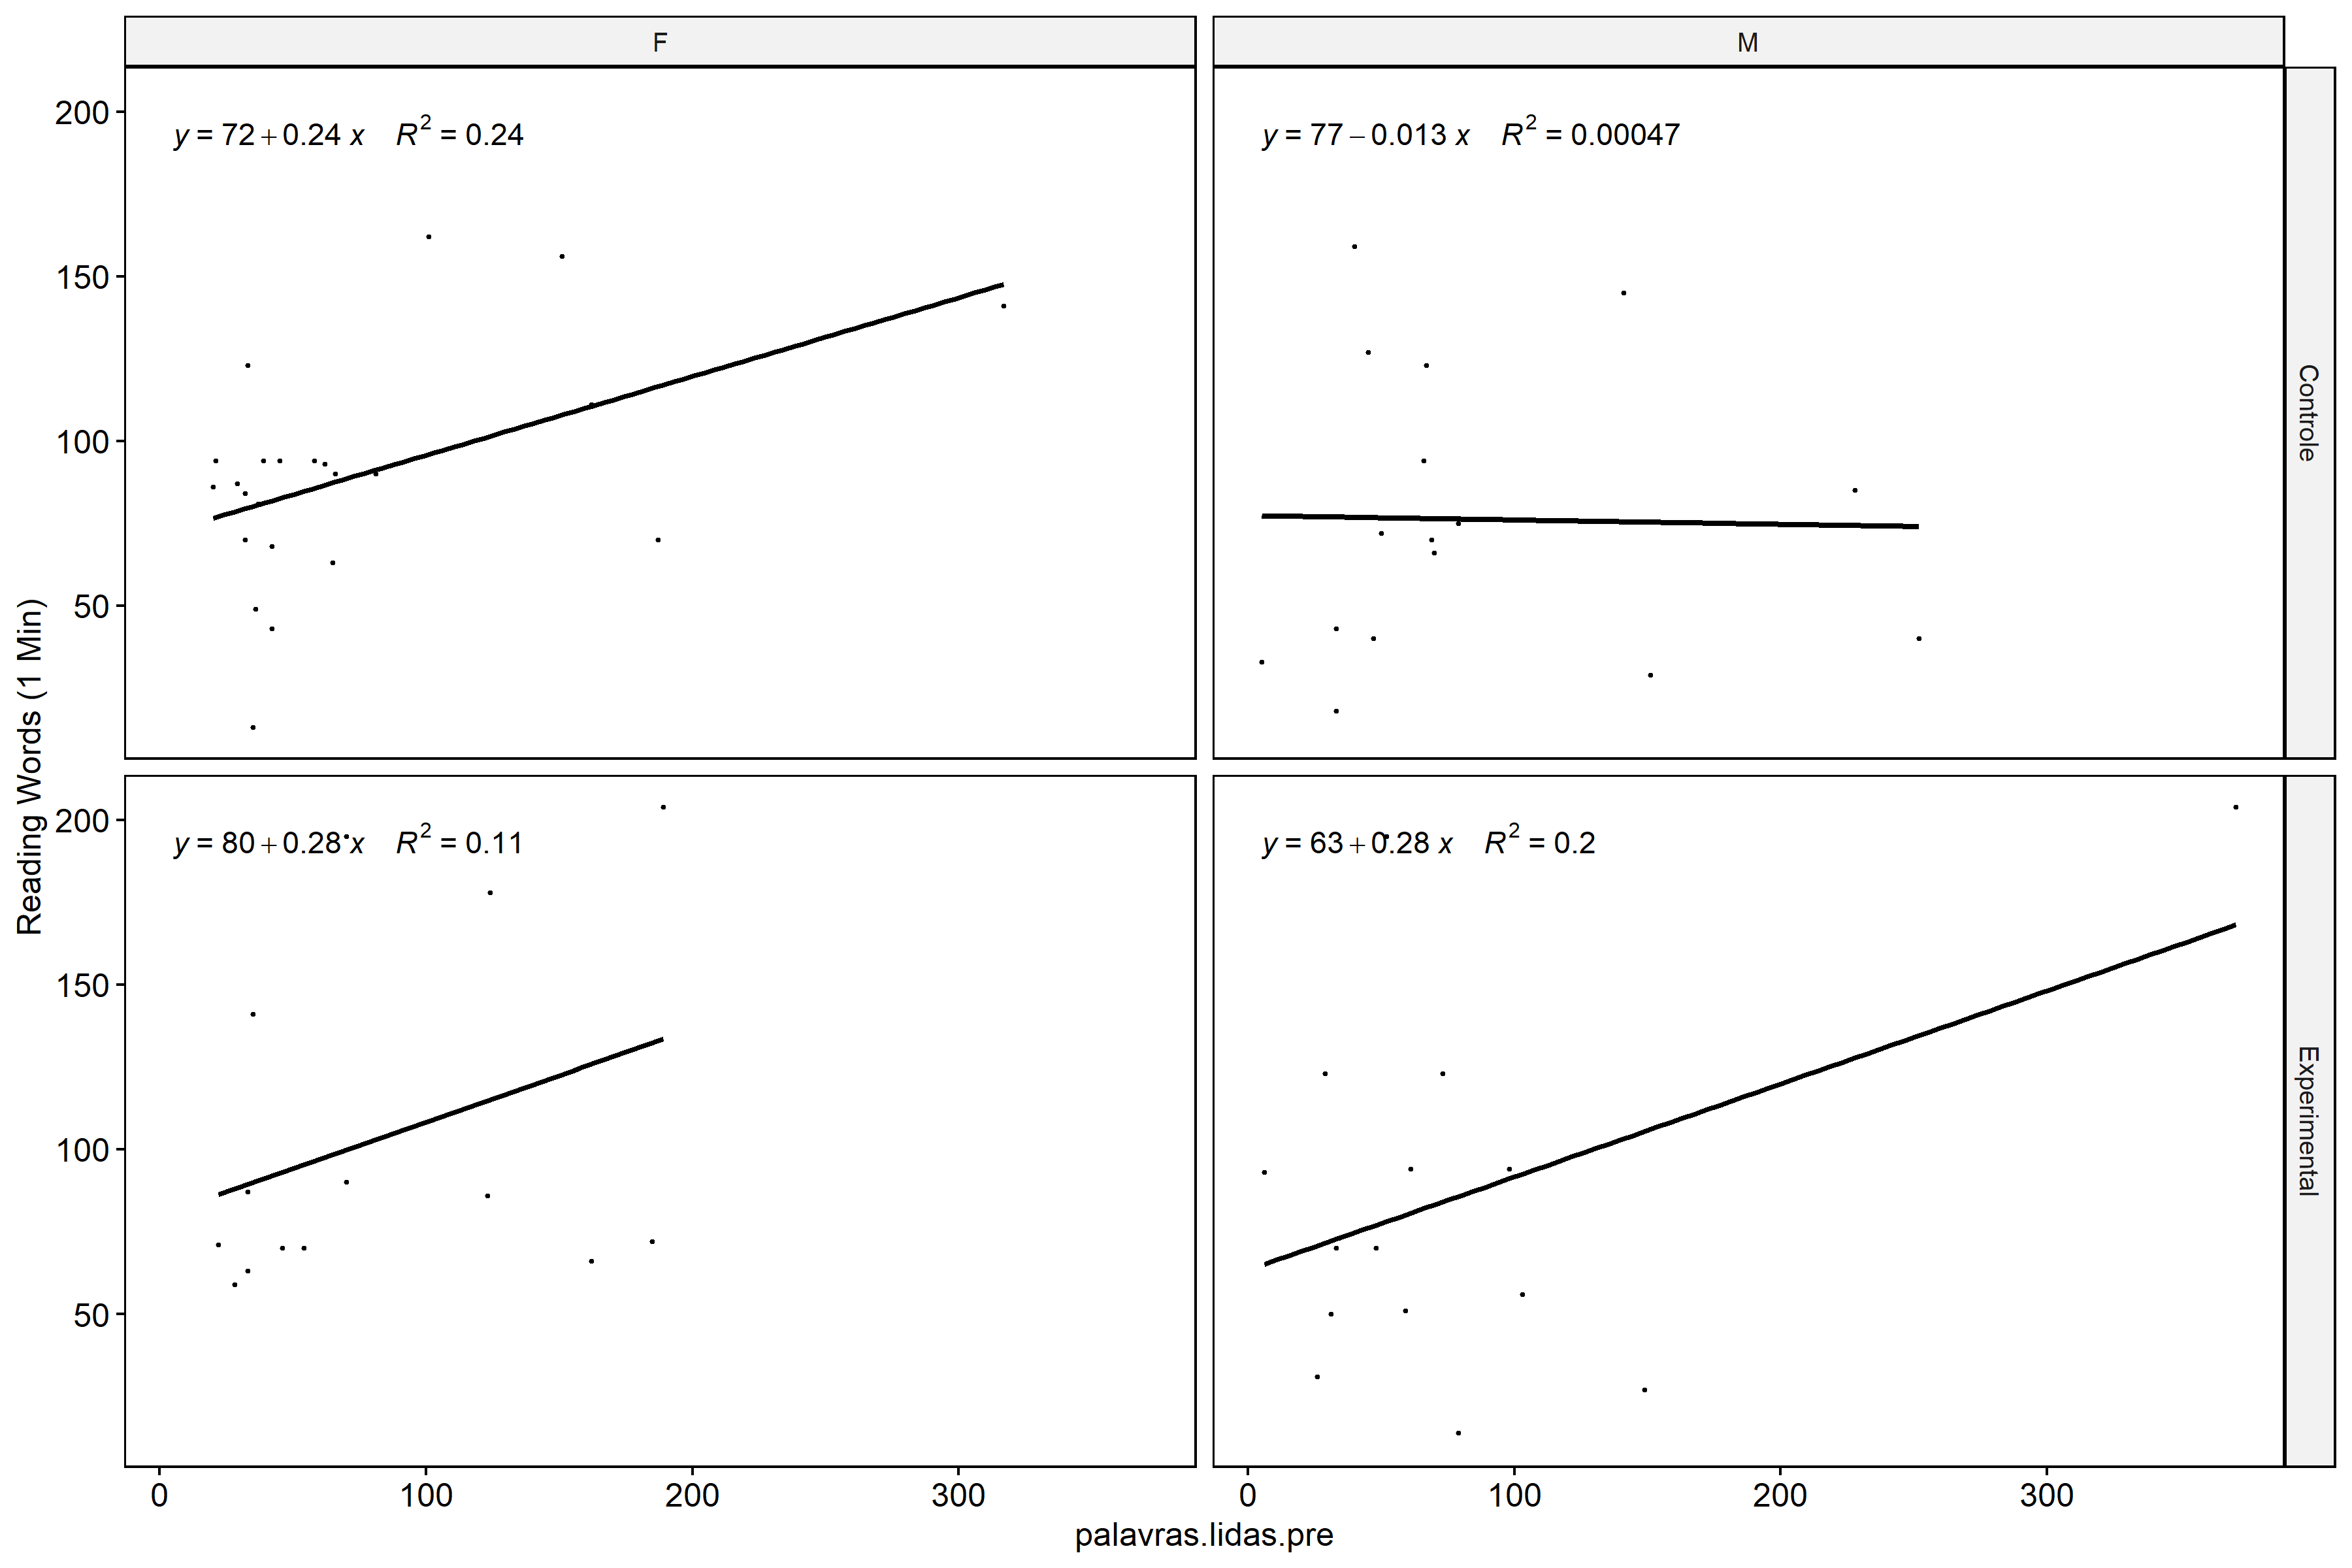 F
M
200
y = 72 + 0.24 x R² = 0.24
y = 77 − 0.013 x R² = 0.00047
150
100
50
Controle
Reading Words (1 Min)
200
y = 80 + 0.28 x R² = 0.11
y = 63 + 0.28 x R² = 0.2
150
100
50
Experimental
0 100 200 300
0 100 200 300
palavras.lidas.pre